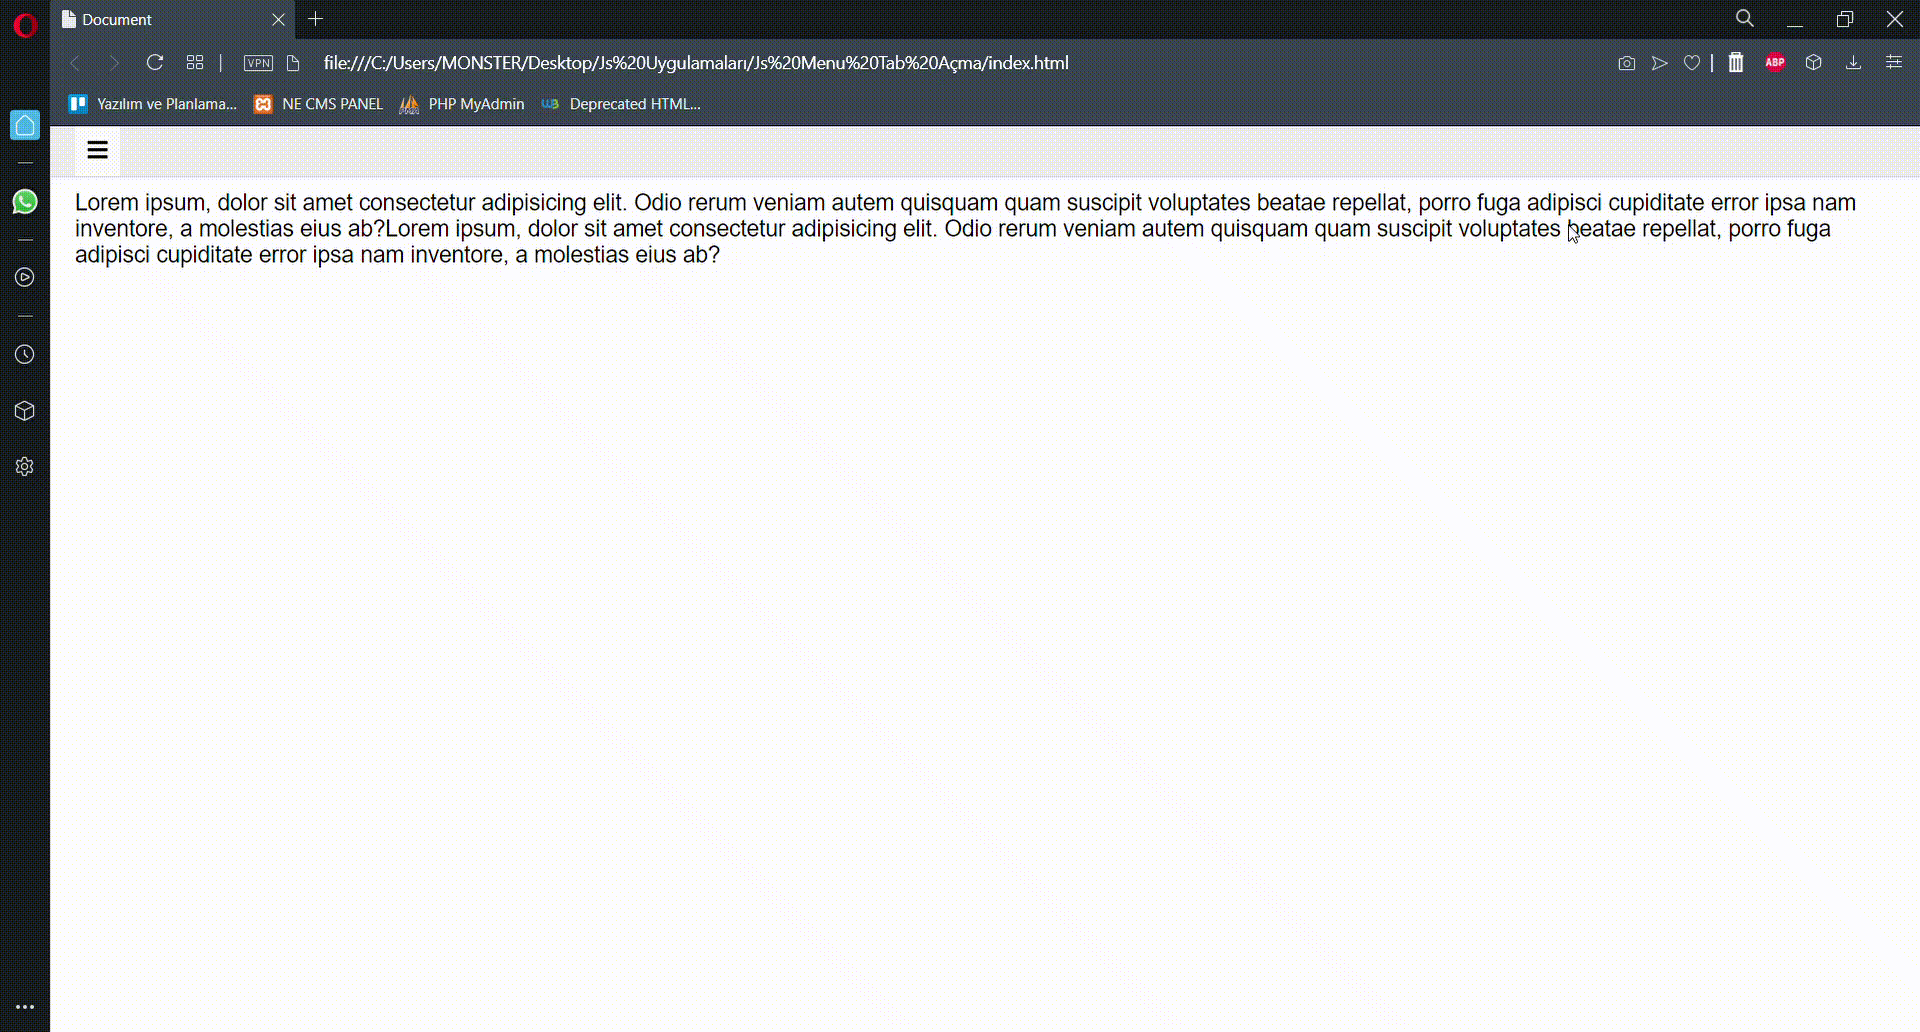 Document
VPN
file:///C:/Users/MONSTER/Desktop/Js%20Uygulamaları/Js%20Menu%20Tab%20Açma/index.html
ABP
Yazılım ve Planlama...
NE CMS PANEL
PHP MyAdmin
Deprecated HTML...
Lorem ipsum, dolor sit amet consectetur adipisicing elit. Odio rerum veniam autem quisquam quam suscipit voluptates beatae repellat, porro fuga adipisci cupiditate error ipsa nam
inventore, a molestias eius ab?Lorem ipsum, dolor sit amet consectetur adipisicing elit. Odio rerum veniam autem quisquam quam suscipit voluptates beatae repellat, porro fuga
adipisci cupiditate error ipsa nam inventore, a molestias eius ab?